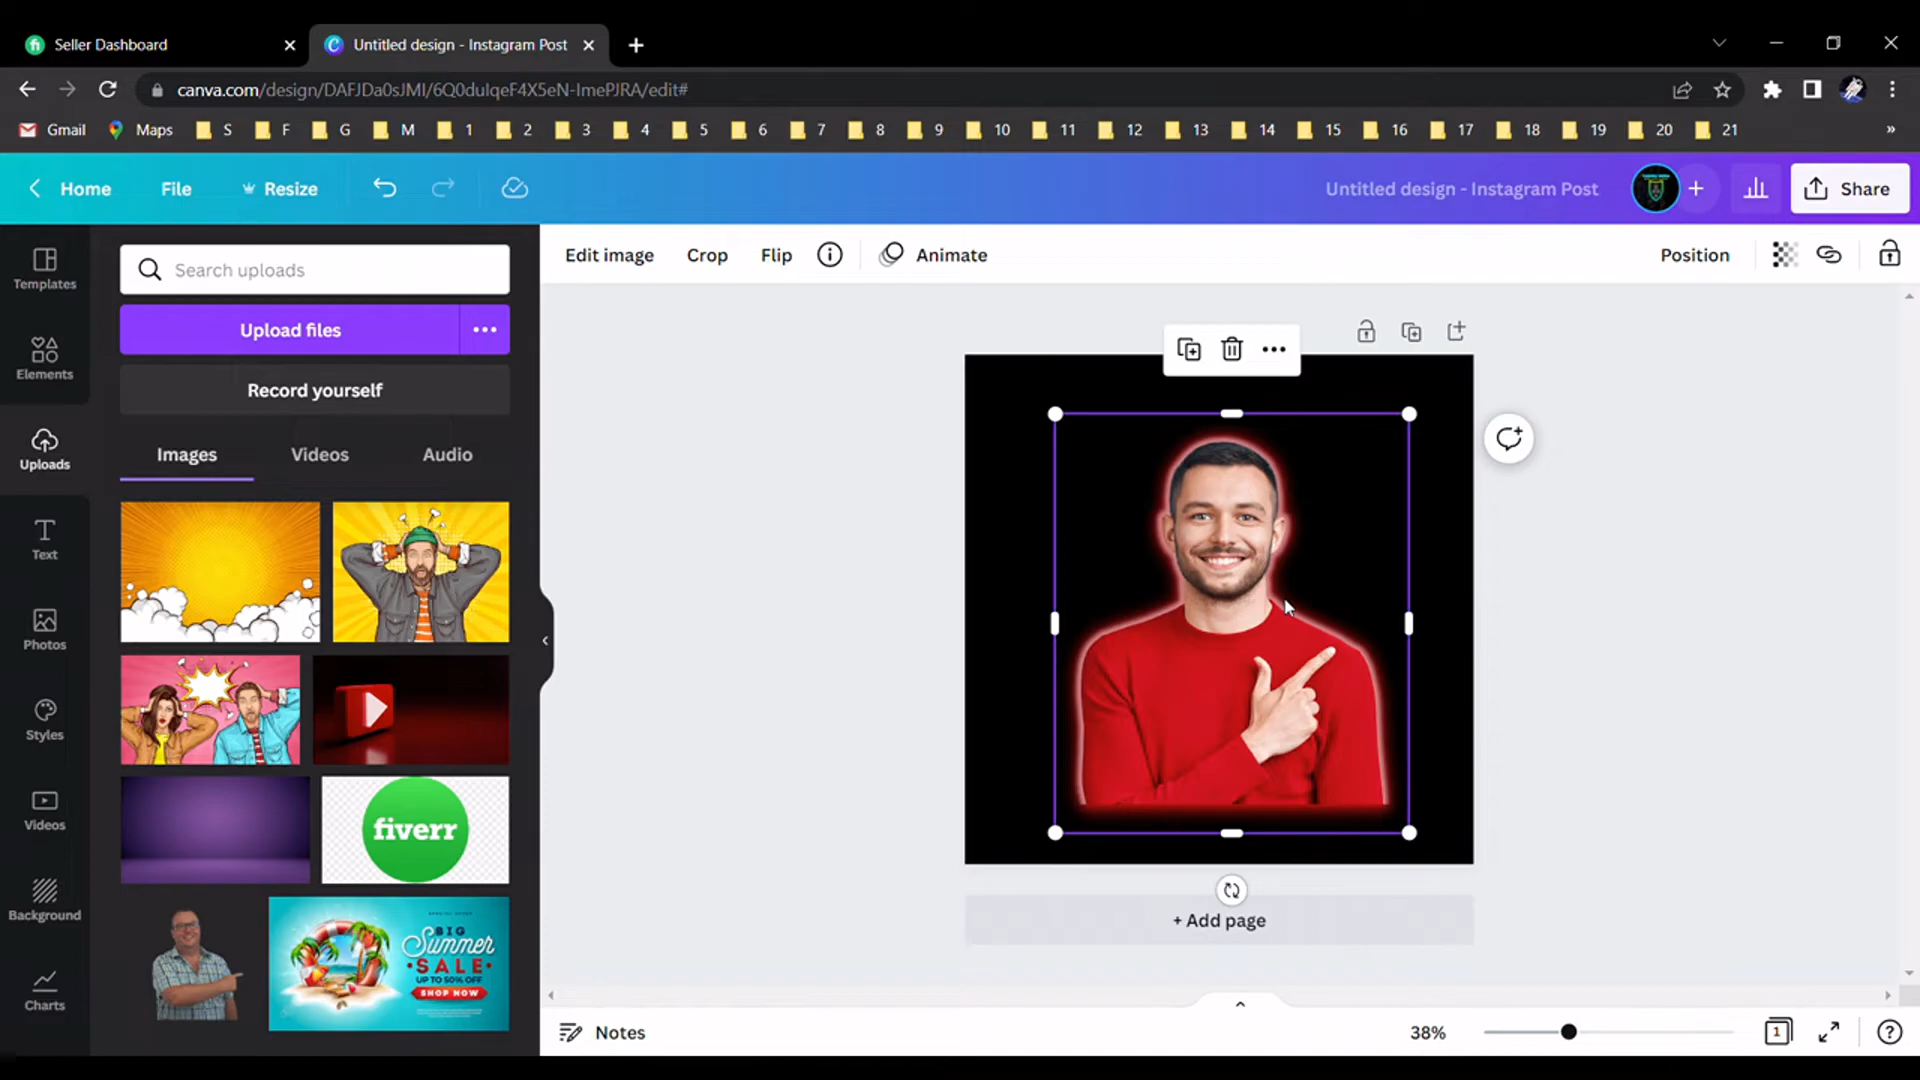 Seller Dashboard
Untitled design - Instagram Post
canva.com/design/DAFJDa0sJMI/6Q0duIqeF4X5eN-ImePJRA/edit#
Gmail Maps S F G M 1 2 3 4 5 6 7 8 9 10 11 12 13 14 15 16 17 18 19 20 21 »
Home File Resize Untitled design - Instagram Post Share
Templates
Elements
Uploads
Text
Photos
Styles
Videos
Background
Charts
Search uploads
Upload files
Record yourself
Images Videos Audio
fiverr
BIG
Summer
SALE
UP TO 50% OFF
SHOP NOW
Edit image Crop Flip Animate Position
+ Add page
Notes 38% 1